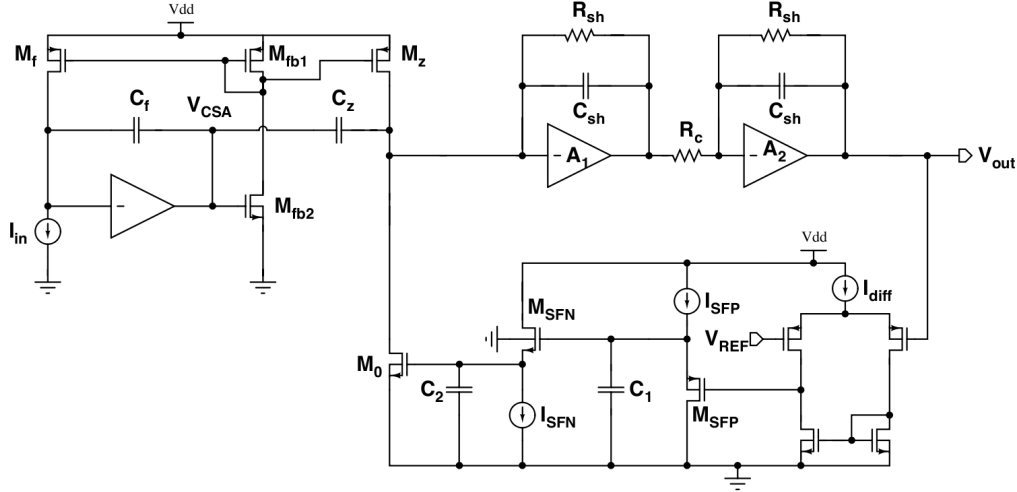 Vdd
R_sh
R_sh
M_f
M_fb1
M_z
C_f
V_CSA
C_z
C_sh
C_sh
A_1
R_c
A_2
V_out
-
-
-
M_fb2
I_in
Vdd
M_SFN
I_SFP
I_diff
V_REF
M_0
C_2
I_SFN
C_1
M_SFP